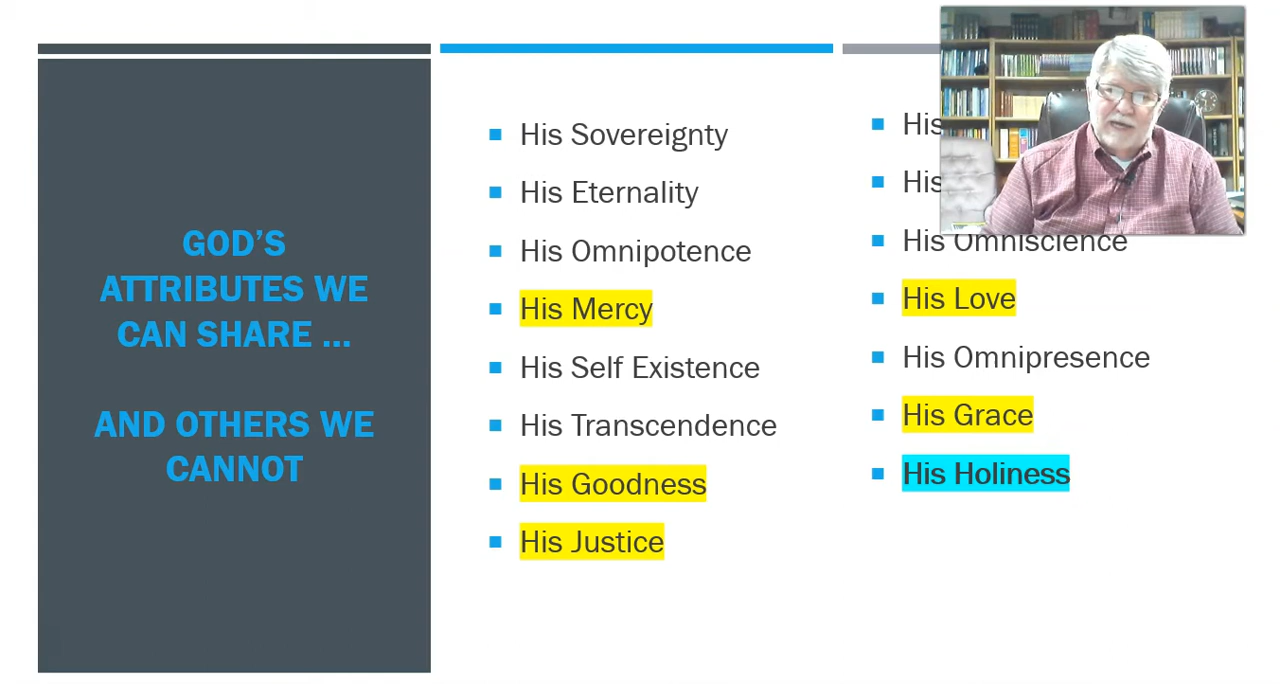 GOD'S
ATTRIBUTES WE
CAN SHARE ...
AND OTHERS WE
CANNOT
His Sovereignty
His Eternality
His Omnipotence
His Mercy
His Self Existence
His Transcendence
His Goodness
His Justice
His
His
His Omniscience
His Love
His Omnipresence
His Grace
His Holiness